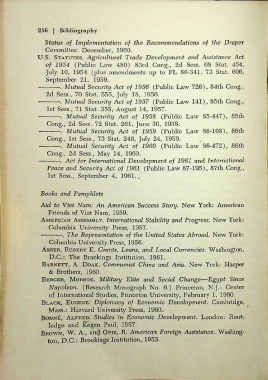 256 | Bibliography
Status of Implementation of the Recommendations of the Draper
Committee. December, 1960.
U.S. STATUTES. Agricultural Trade Development and Assistance Act
of 1954 (Public Law 480) 83rd Cong., 2d Sess. 68 Stat. 454,
July 10, 1954 (plus amendments up to PL 86-341. 73 Stat. 606,
September 21, 1959.
———. Mutual Security Act of 1956 (Public Law 726), 84th Cong.,
2d Sess., 70 Stat. 555, July 18, 1956.
———. Mutual Security Act of 1957 (Public Law 141), 85th Cong.,
1st Sess., 71 Stat. 355, August 14, 1957.
———. Mutual Security Act of 1958 (Public Law 85-447), 85th
Cong., 2d Sess. 72 Stat. 261, June 30, 1958.
———. Mutual Security Act of 1959 (Public Law 86-108), 86th
Cong., 1st Sess., 73 Stat. 246, July 24, 1959.
———. Mutual Security Act of 1960 (Public Law 86-472), 86th
Cong., 2d Sess., May 14, 1960.
———. Act for International Development of 1961 and International
Peace and Security Act of 1961 (Public Law 87-195), 87th Cong.,
1st Sess., September 4, 1961.
Books and Pamphlets
Aid to Viet Nam: An American Success Story. New York: American
Friends of Viet Nam, 1959.
AMERICAN ASSEMBLY. International Stability and Progress. New York:
Columbia University Press, 1957.
———. The Representation of the United States Abroad. New York:
Columbia University Press, 1956.
ASHER, ROBERT E. Grants, Loans, and Local Currencies. Washington,
D.C.: The Brookings Institution, 1961.
BARNETT, A. DOAK. Communist China and Asia. New York: Harper
& Brothers, 1960.
BERGER, MORROE. Military Elite and Social Change—Egypt Since
Napoleon. (Research Monograph No. 6.) Princeton, N.J.: Center
of International Studies, Princeton University, February 1, 1960.
BLACK, EUGENE. Diplomacy of Economic Development. Cambridge,
Mass.: Harvard University Press, 1960.
BONNÉ, ALFRED. Studies in Economic Development. London: Rout-
ledge and Kegan Paul, 1957.
BROWN, W. A., and OPIE, R. American Foreign Assistance. Washing-
ton, D.C.: Brookings Institution, 1953.